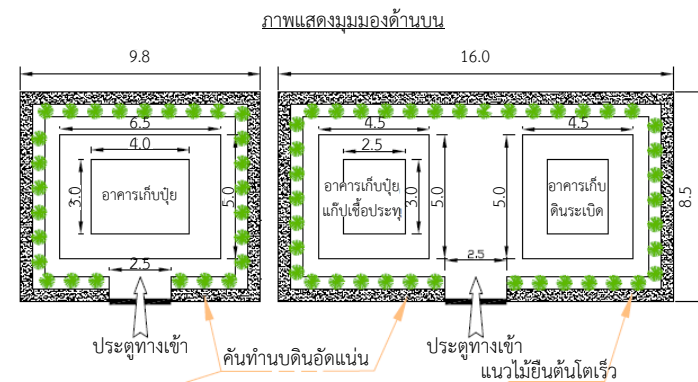 ภาพแสดงมุมมองด้านบน
9.8
16.0
6.5
4.0
3.0
5.0
อาคารเก็บปุ๋ย
2.5
4.5
2.5
อาคารเก็บปุ๋ย
แก๊ปเชื้อประทุ
3.0
5.0
4.5
5.0
อาคารเก็บ
ดินระเบิด
8.5
2.5
ประตูทางเข้า
คันทำนบดินอัดแน่น
ประตูทางเข้า
แนวไม้ยืนต้นโตเร็ว